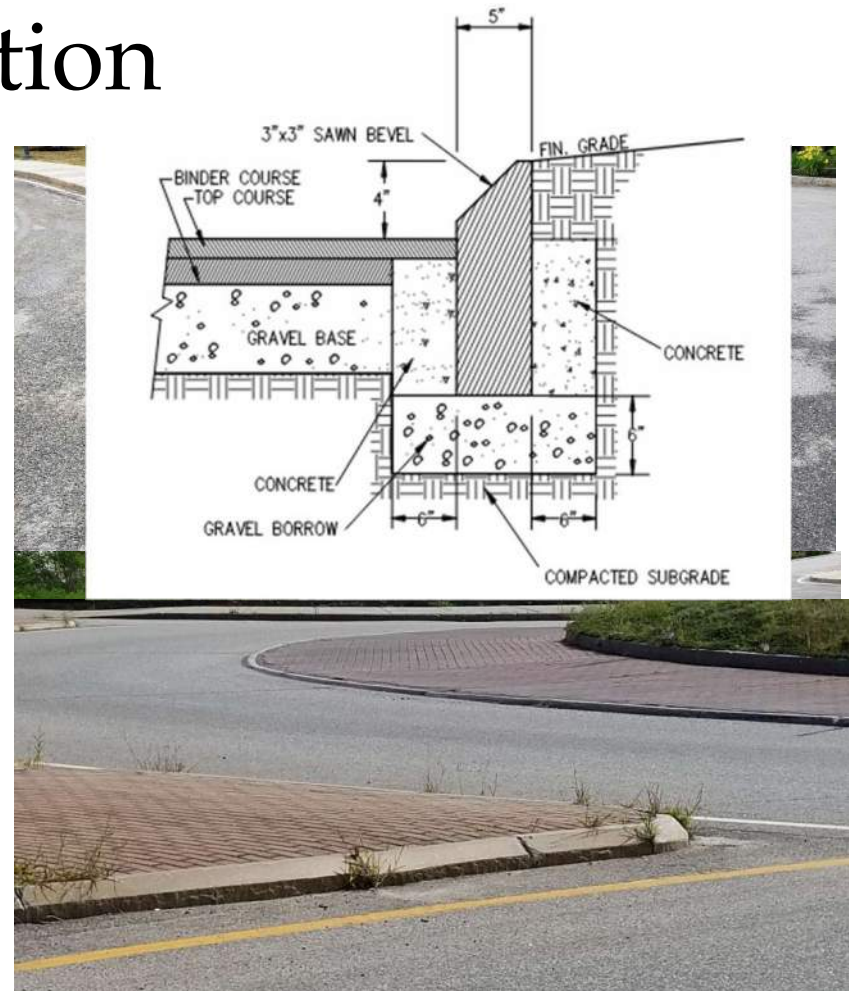 tion
5"
3"x3" SAWN BEVEL
FIN. GRADE
BINDER COURSE
TOP COURSE
4"
GRAVEL BASE
CONCRETE
6"
CONCRETE
GRAVEL BORROW
6"
6"
COMPACTED SUBGRADE